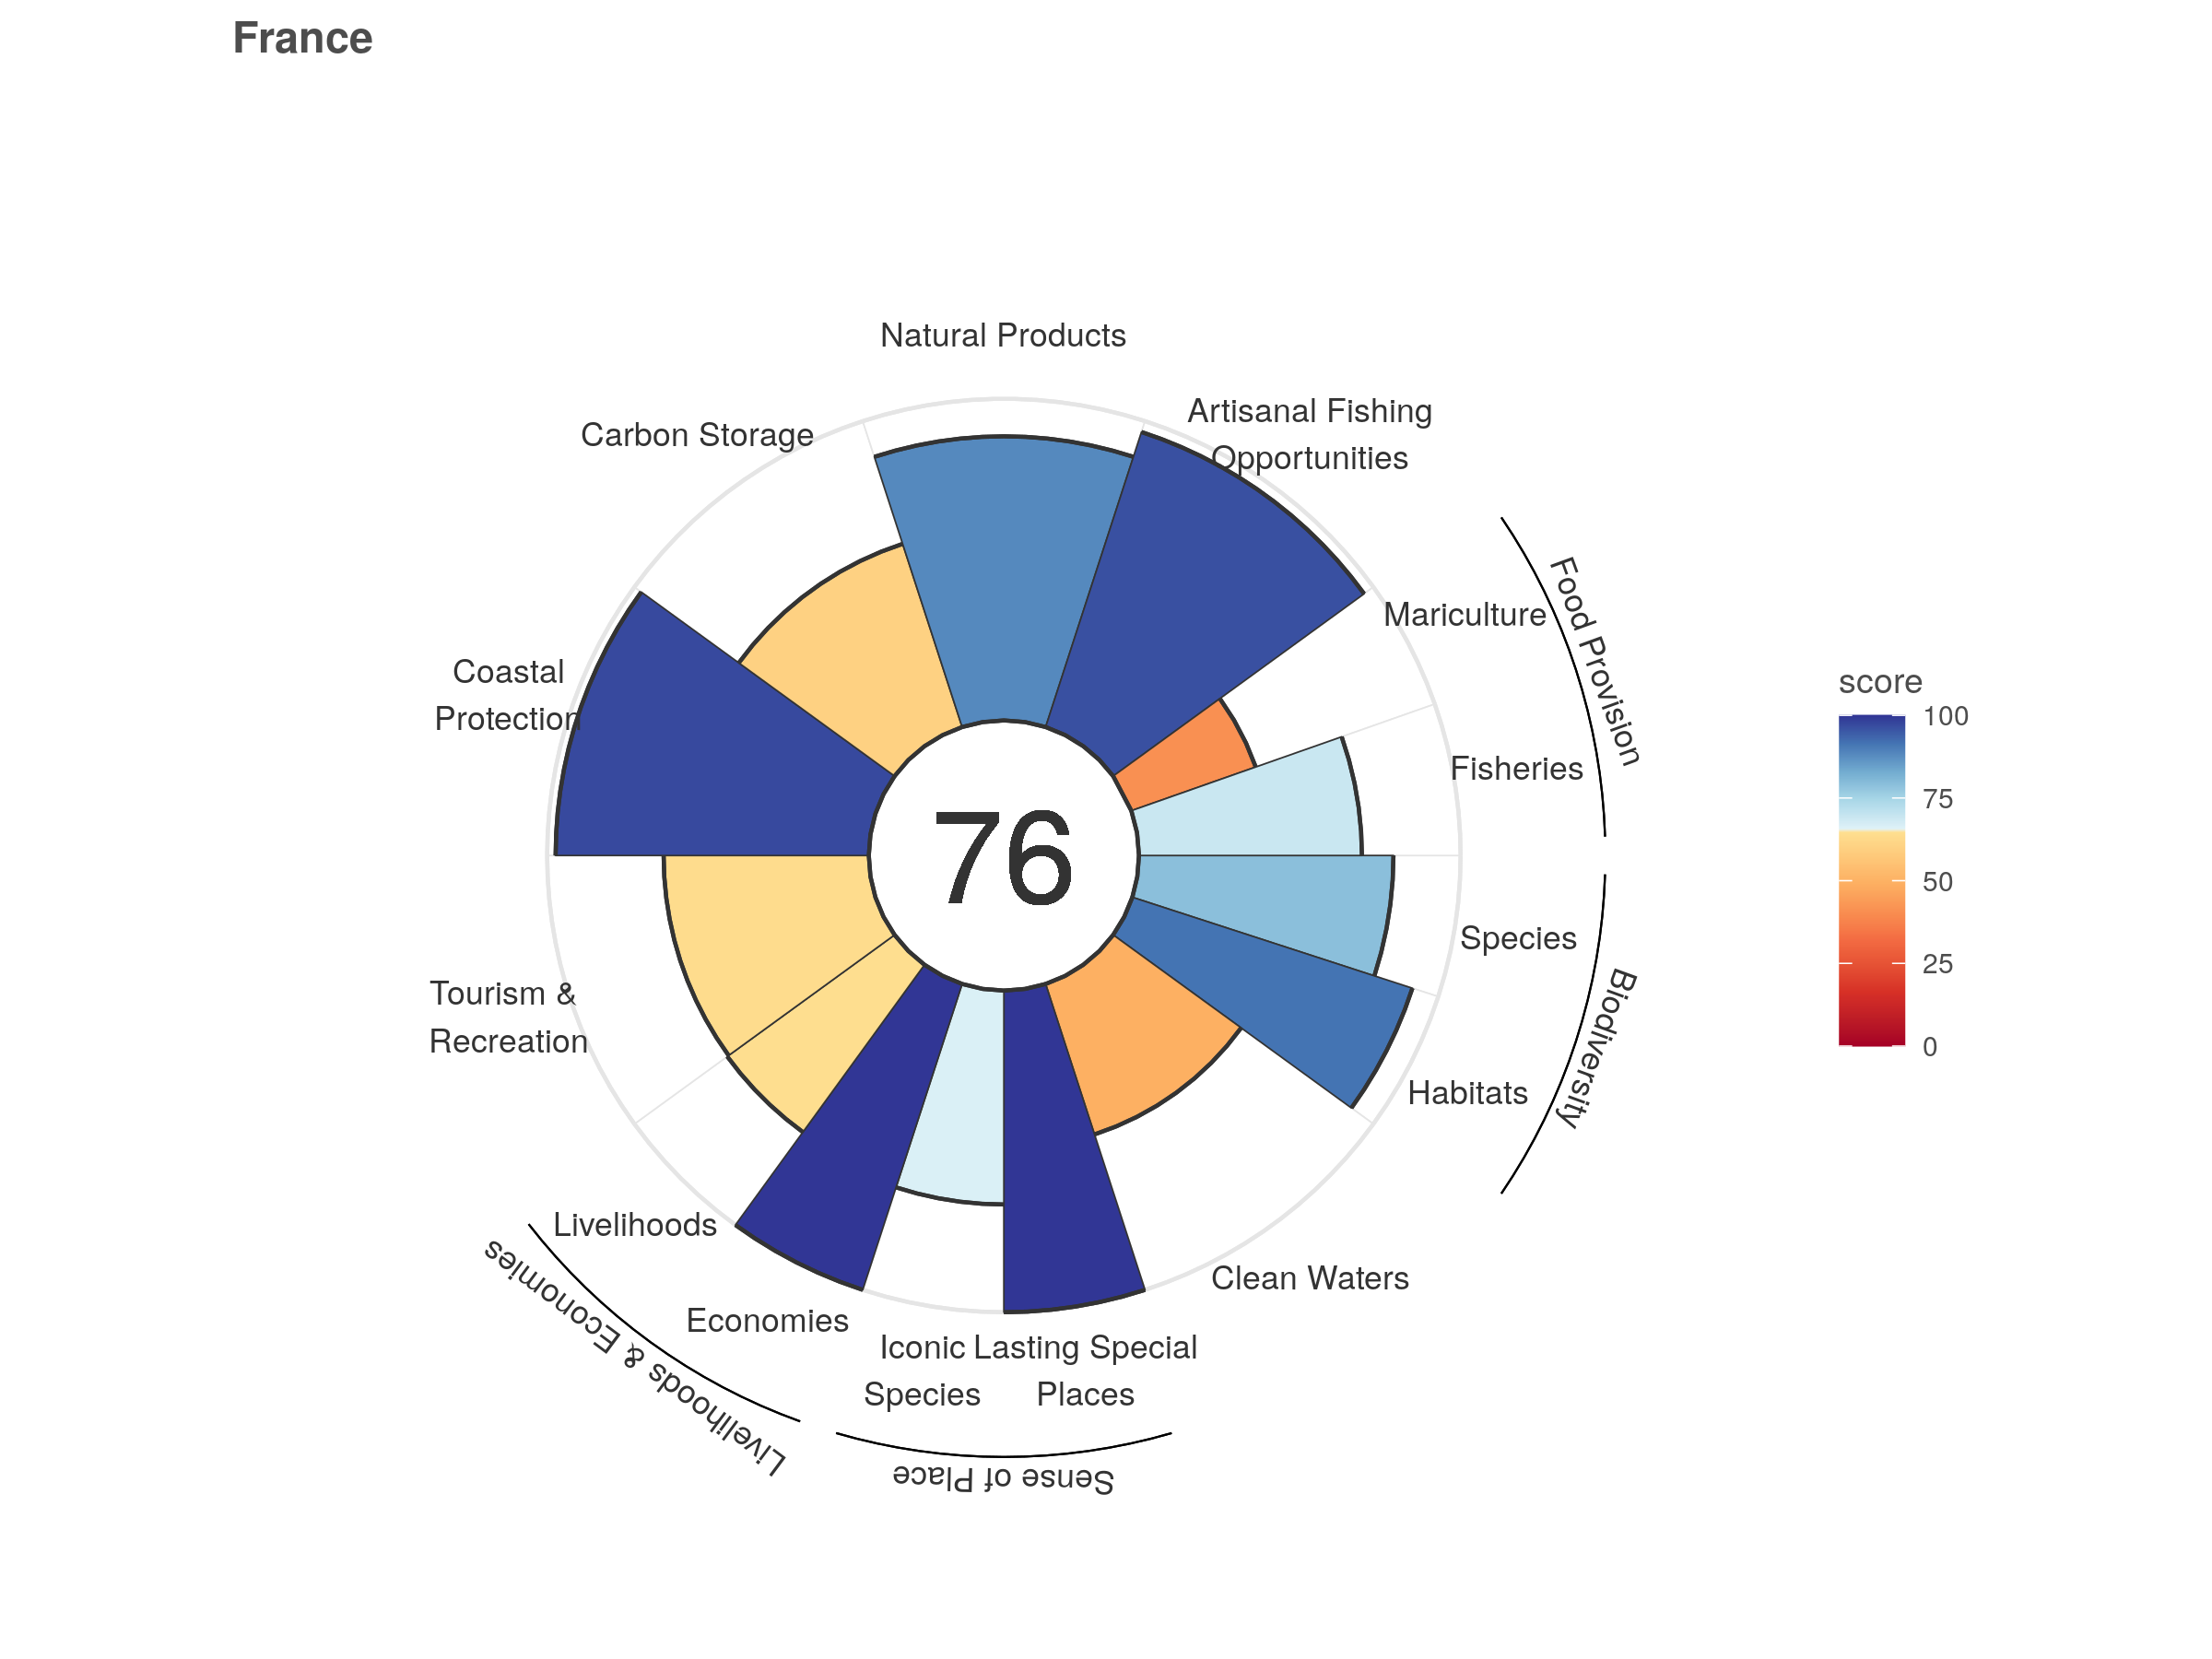 France
Natural Products
Artisanal Fishing
Opportunities
Carbon Storage
Mariculture
Food Provision
Coastal
Protection
Fisheries
score
100
75
50
25
0
76
Species
Biodiversity
Tourism &
Recreation
Habitats
Livelihoods
Clean Waters
Economies
Livelihoods & Economies
Iconic
Species
Lasting Special
Places
Sense of Place